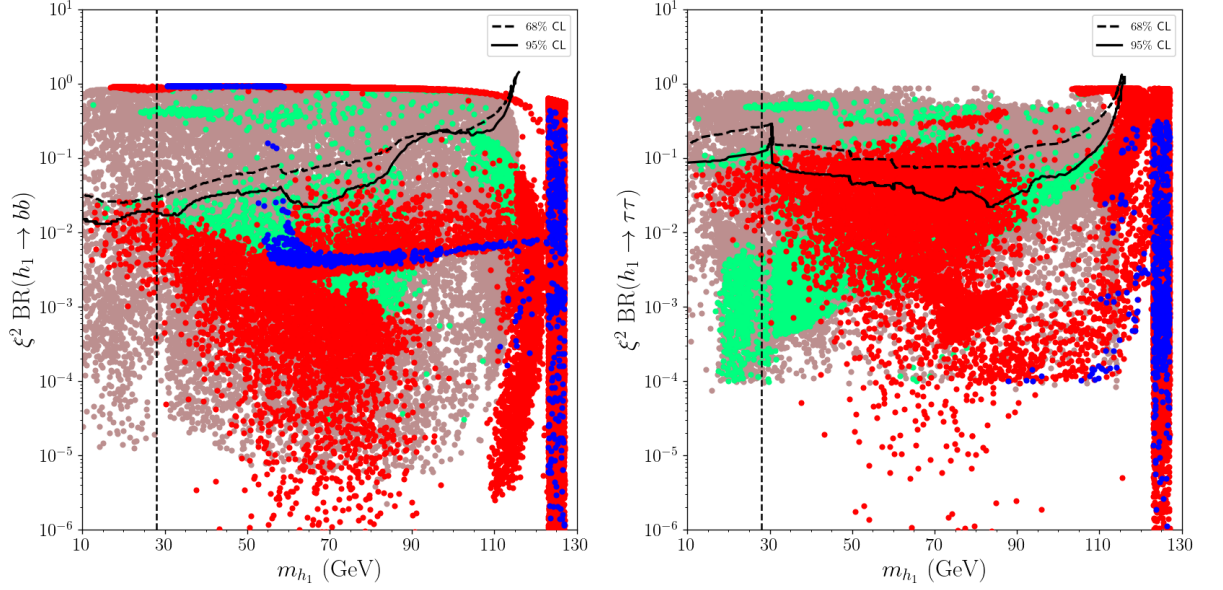 10¹
10⁰
10⁻¹
10⁻²
10⁻³
10⁻⁴
10⁻⁵
10⁻⁶
ξ² BR(h₁ → bb)
10 30 50 70 90 110 130
m_{h₁} (GeV)
68% CL
95% CL
10¹
10⁰
10⁻¹
10⁻²
10⁻³
10⁻⁴
10⁻⁵
10⁻⁶
ξ² BR(h₁ → ττ)
10 30 50 70 90 110 130
m_{h₁} (GeV)
68% CL
95% CL